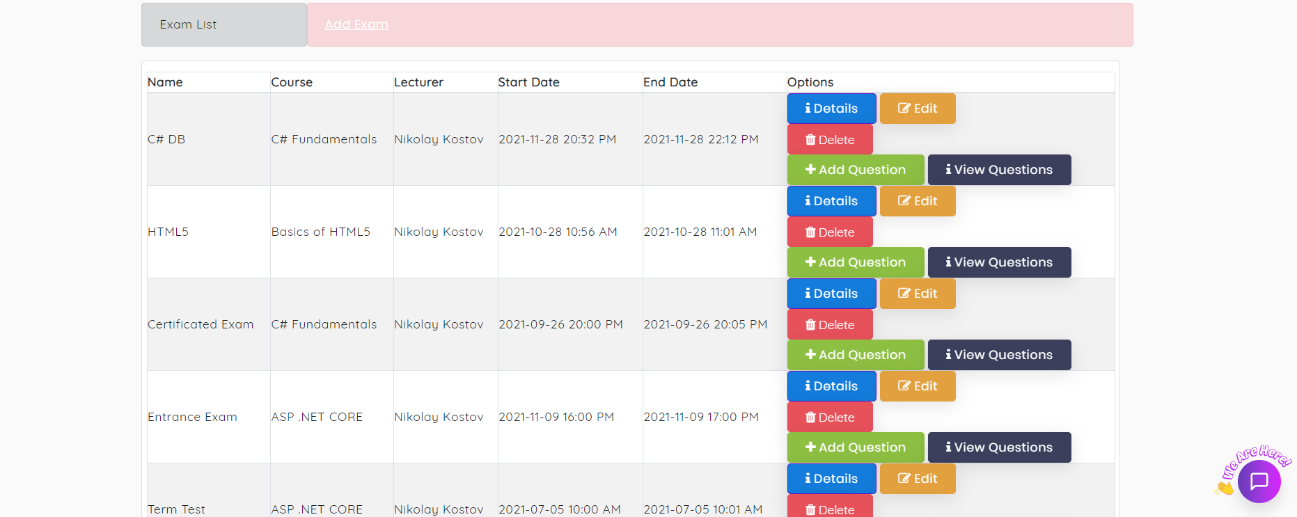 Exam List Add Exam
Name Course Lecturer Start Date End Date Options
Details Edit
C# DB C# Fundamentals Nikolay Kostov 2021-11-28 20:32 PM 2021-11-28 22:12 PM Delete
Add Question View Questions
Details Edit
HTML5 Basics of HTML5 Nikolay Kostov 2021-10-28 10:56 AM 2021-10-28 11:01 AM Delete
Add Question View Questions
Details Edit
Certificated Exam C# Fundamentals Nikolay Kostov 2021-09-26 20:00 PM 2021-09-26 20:05 PM Delete
Add Question View Questions
Details Edit
Entrance Exam ASP .NET CORE Nikolay Kostov 2021-11-09 16:00 PM 2021-11-09 17:00 PM Delete
Add Question View Questions
We Are Here!
Details Edit
Term Test ASP .NET CORE Nikolay Kostov 2021-07-05 10:00 AM 2021-07-05 10:01 AM Delete